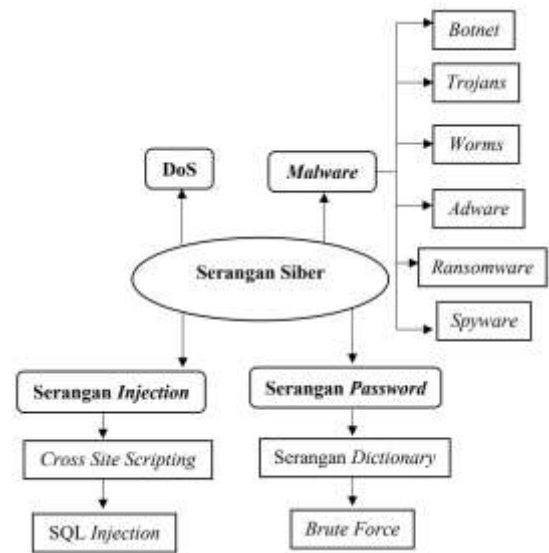 Botnet
Trojans
Worms
Adware
Ransomware
Spyware
DoS
Malware
Serangan Siber
Serangan Injection
Cross Site Scripting
SQL Injection
Serangan Password
Serangan Dictionary
Brute Force